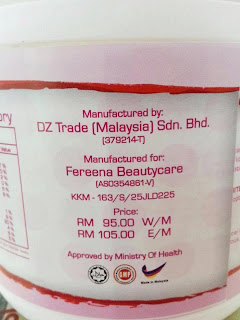 ory
Manufactured by:
DZ Trade (Malaysia) Sdn. Bhd.
(379214-T)
Manufactured for:
Fereena Beautycare
(AS0354861-V)
KKM - 163/S/25JLD225
Price:
RM 95.00 W/M
RM 105.00 E/M
Approved by Ministry Of Health
Made in Malaysia